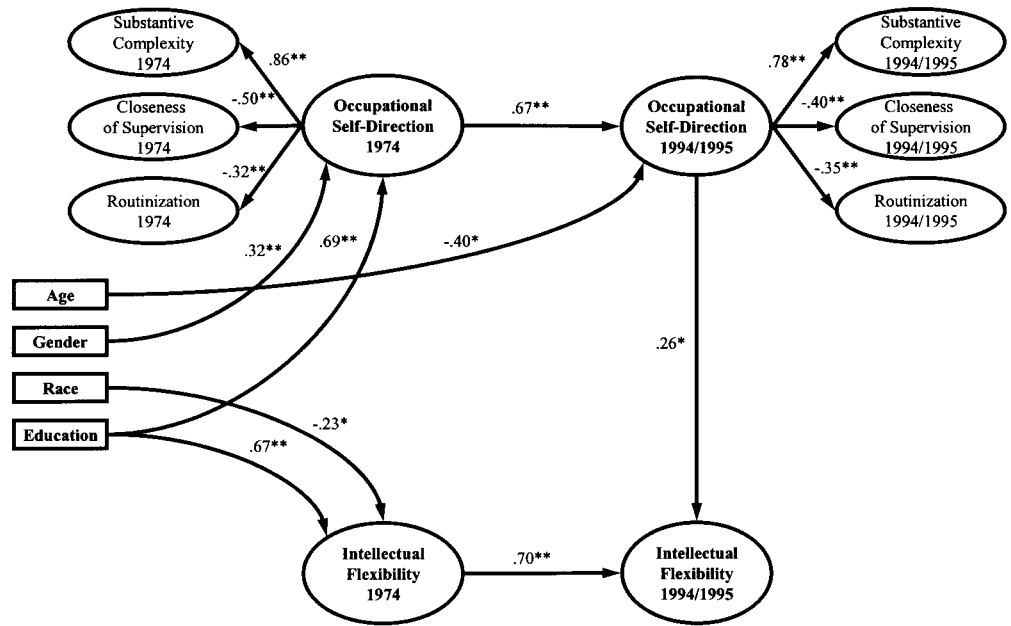 Substantive
Complexity
1974
.86**
Closeness
of Supervision
1974
-.50**
Routinization
1974
-.32**
Occupational
Self-Direction
1974
.67**
Occupational
Self-Direction
1994/1995
Substantive
Complexity
1994/1995
.78**
Closeness
of Supervision
1994/1995
-.40**
Routinization
1994/1995
-.35**
.32**
.69**
-.40*
Age
Gender
Race
Education
.26*
-.23*
.67**
Intellectual
Flexibility
1974
.70**
Intellectual
Flexibility
1994/1995